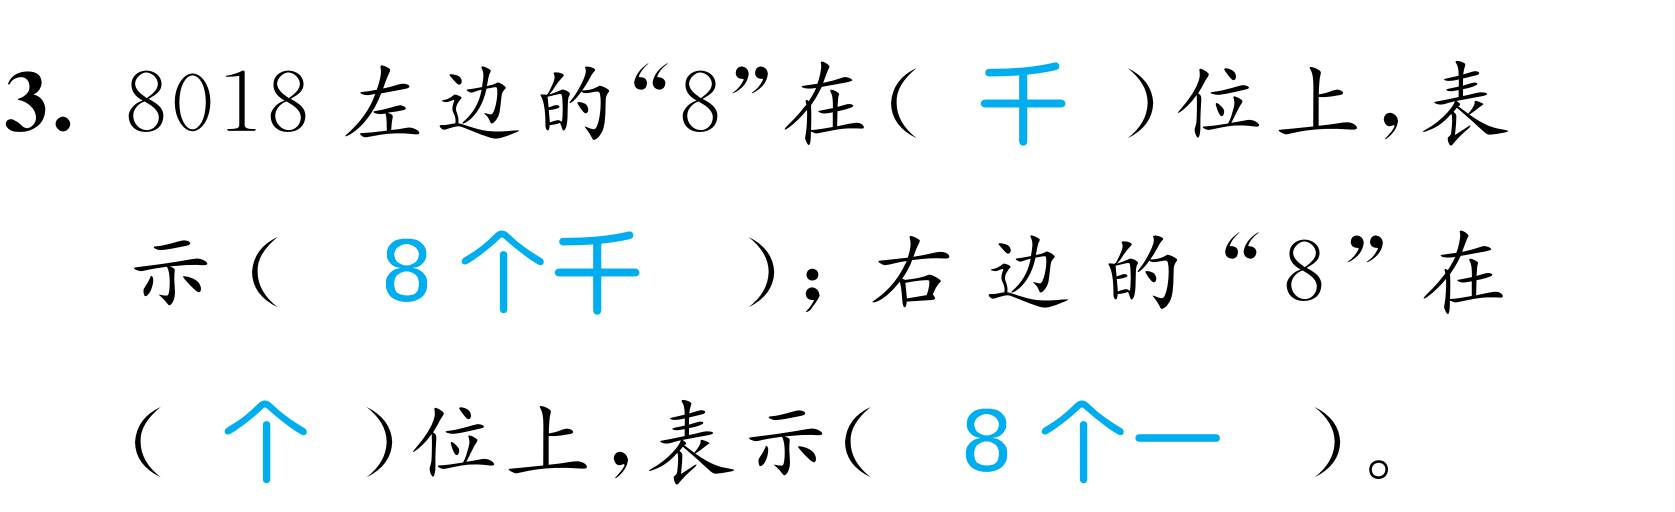 3. 8018 左边的“8”在( 千 )位上,表
示( 8个千 );右边的“8”在
( 个 )位上,表示( 8个一 )。